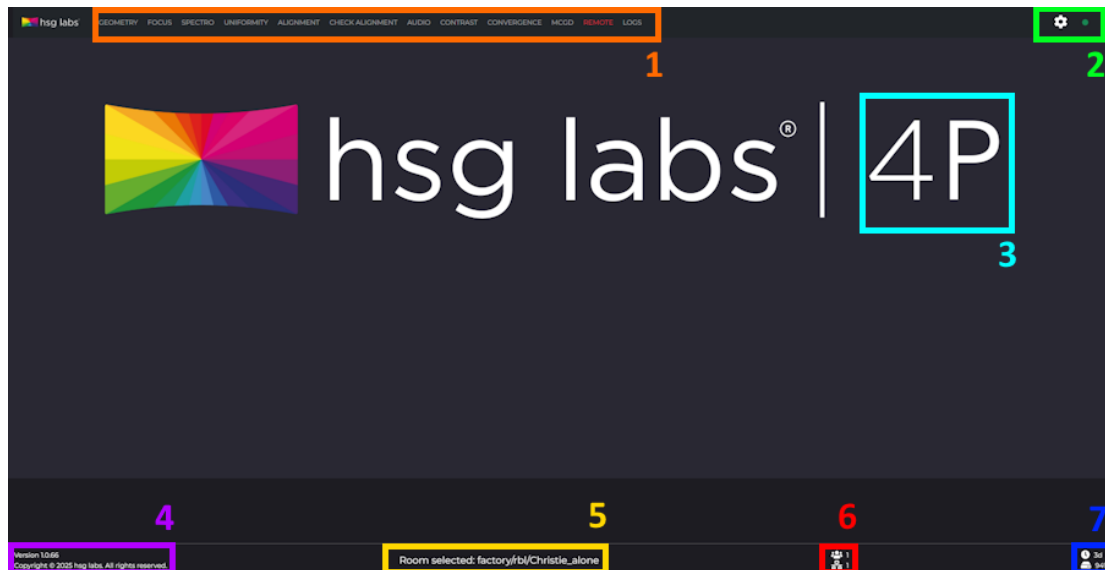 hsg labs GEOMETRY FOCUS SPECTRO UNIFORMITY ALIGNMENT CHECK ALIGNMENT AUDIO CONTRAST CONVERGENCE MCGD REMOTE LOGS
1
2
hsg labs® | 4P
3
4
5
6
7
Version 1.0.66
Copyright © 2025 hsg labs. All rights reserved.
Room selected: factory/rbl/Christie_alone
1
1
3d